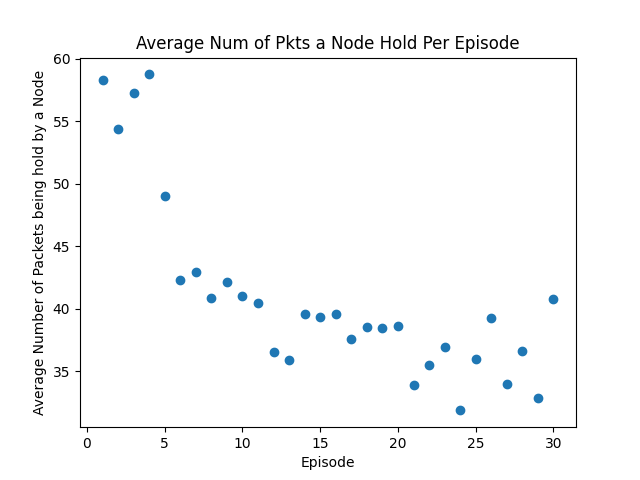 Average Num of Pkts a Node Hold Per Episode
Average Number of Packets being hold by a Node
60
55
50
45
40
35
0 5 10 15 20 25 30
Episode